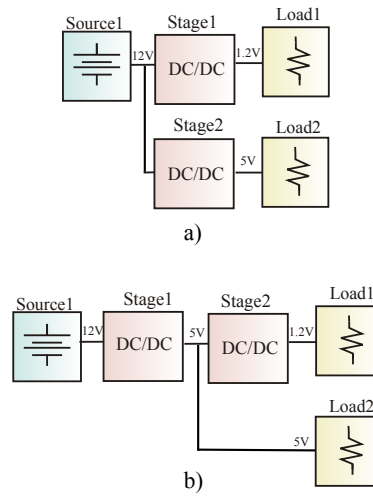 Source1
Stage1
Load1
12V
DC/DC
1.2V
Stage2
Load2
DC/DC
5V
a)
Source1
Stage1
Stage2
Load1
12V
DC/DC
5V
DC/DC
1.2V
Load2
5V
b)